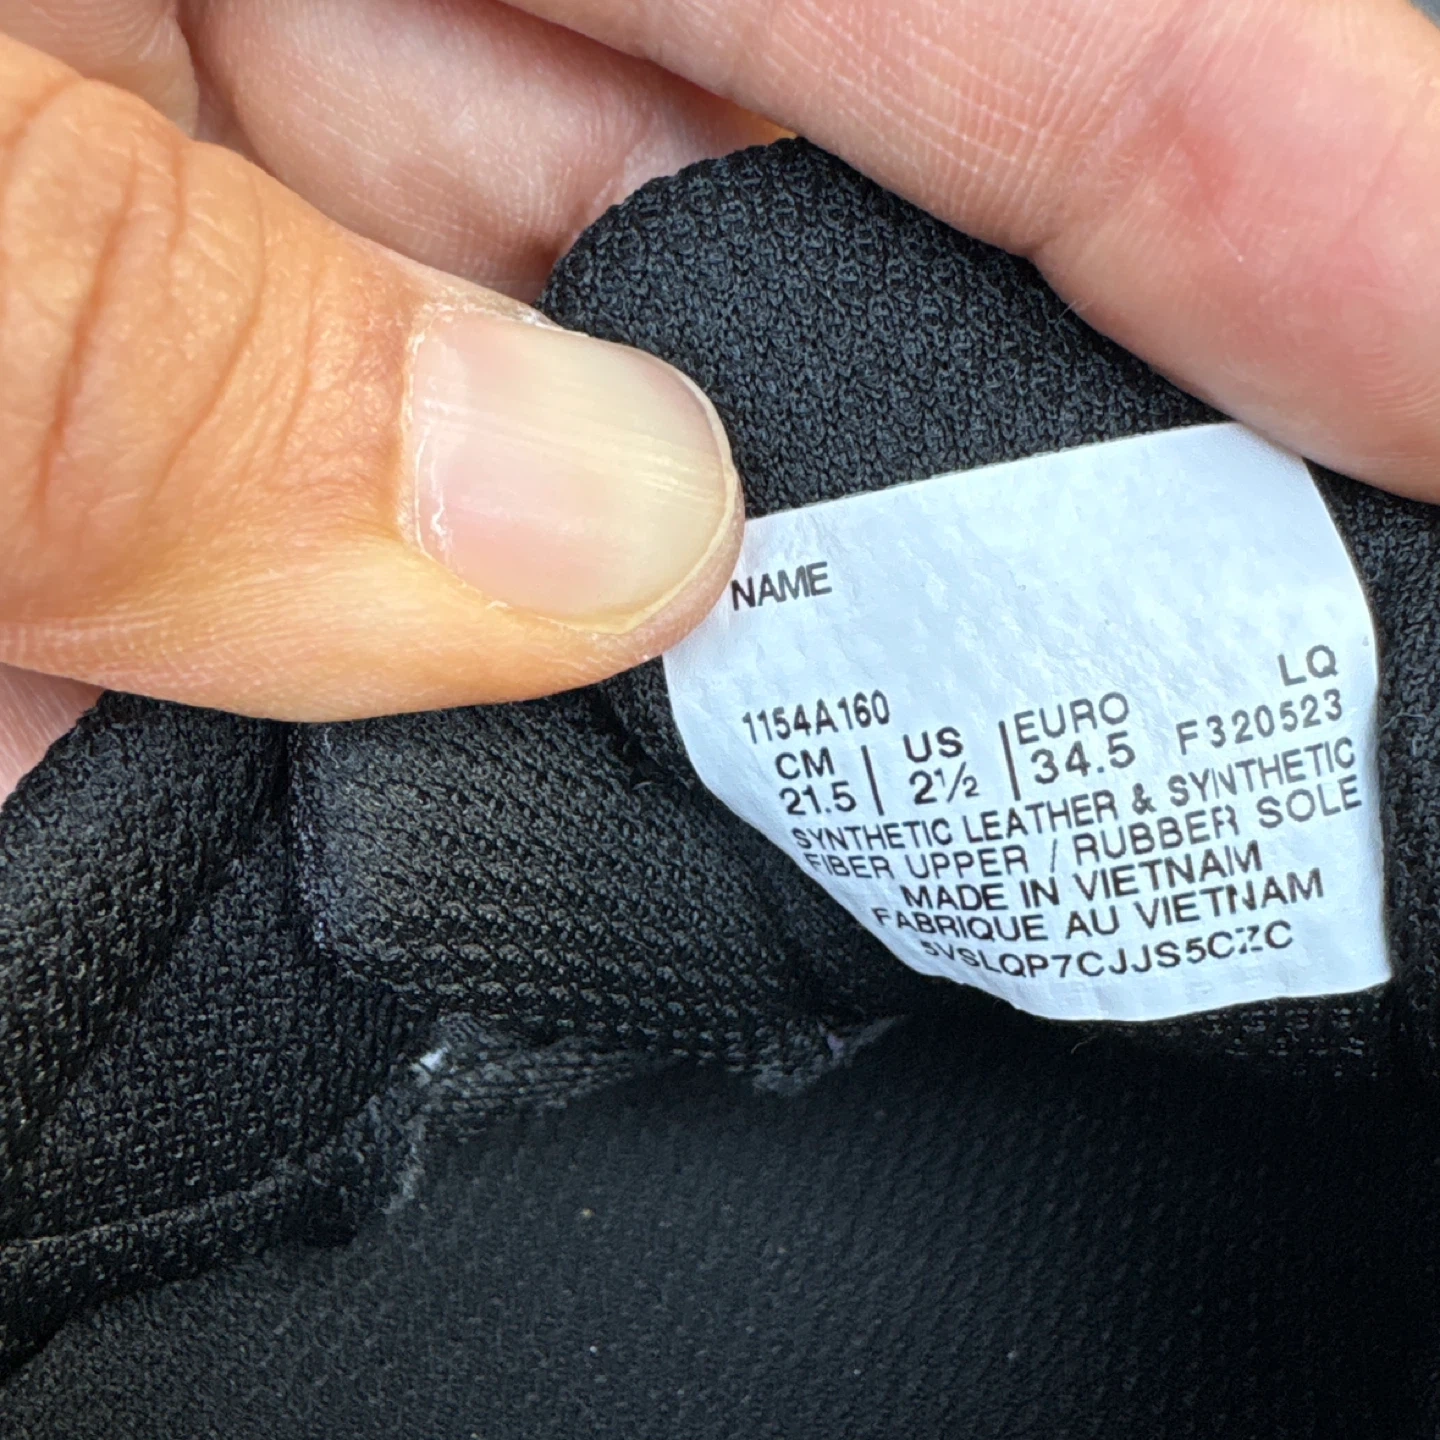 NAME
LQ
1154A160
CM | US | EURO F320523
21.5 | 2½ | 34.5
SYNTHETIC LEATHER & SYNTHETIC
FIBER UPPER / RUBBER SOLE
MADE IN VIETNAM
FABRIQUE AU VIETNAM